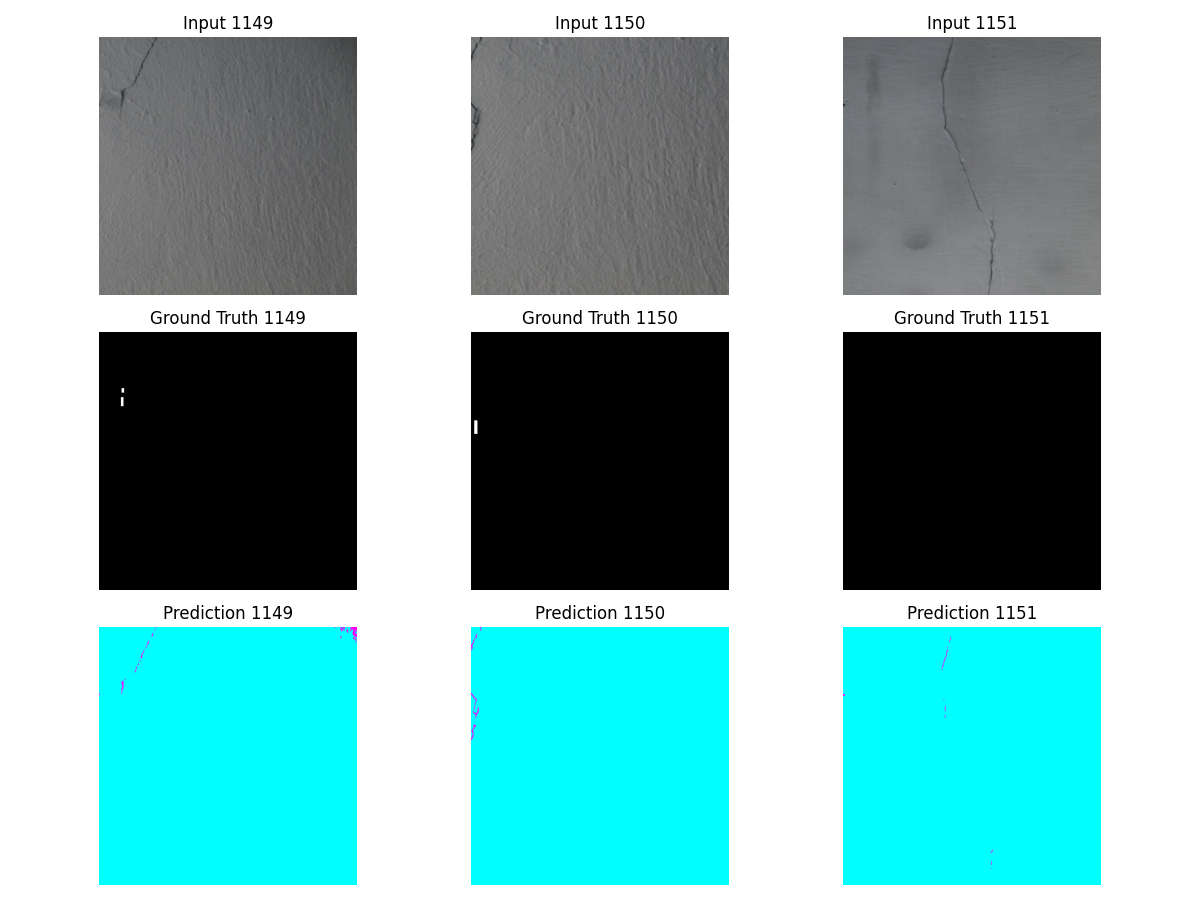 Input 1149
Input 1150
Input 1151
Ground Truth 1149
Ground Truth 1150
Ground Truth 1151
Prediction 1149
Prediction 1150
Prediction 1151